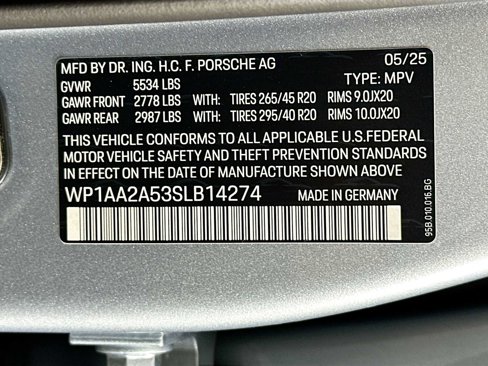 MFD BY DR. ING. H.C. F. PORSCHE AG 05/25
GVWR 5534 LBS TYPE: MPV
GAWR FRONT 2778 LBS WITH: TIRES 265/45 R20 RIMS 9.0JX20
GAWR REAR 2987 LBS WITH: TIRES 295/40 R20 RIMS 10.0JX20
THIS VEHICLE CONFORMS TO ALL APPLICABLE U.S.FEDERAL
MOTOR VEHICLE SAFETY AND THEFT PREVENTION STANDARDS
IN EFFECT ON THE DATE OF MANUFACTURE SHOWN ABOVE.
WP1AA2A53SLB14274 MADE IN GERMANY
95B.010.016.BG